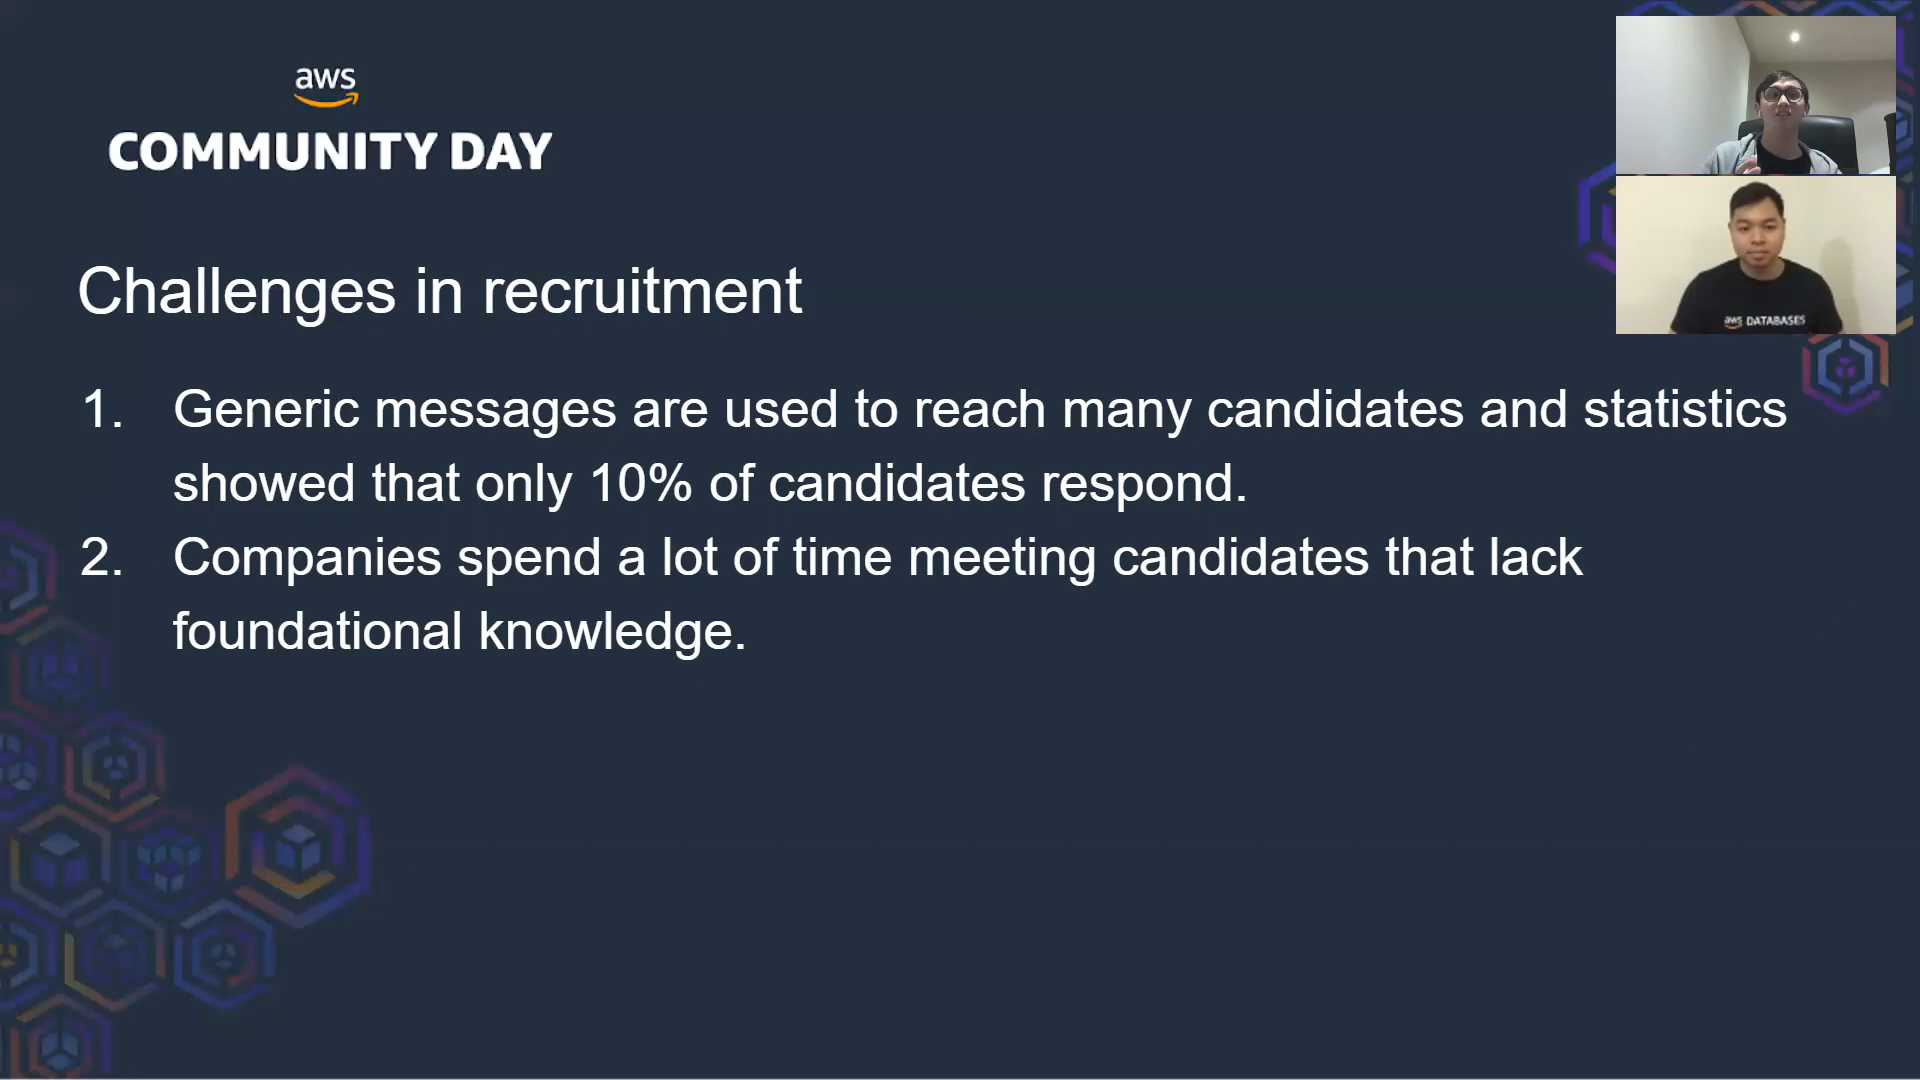 aws
COMMUNITY DAY
Challenges in recruitment
1. Generic messages are used to reach many candidates and statistics
showed that only 10% of candidates respond.
2. Companies spend a lot of time meeting candidates that lack
foundational knowledge.
aws DATABASES